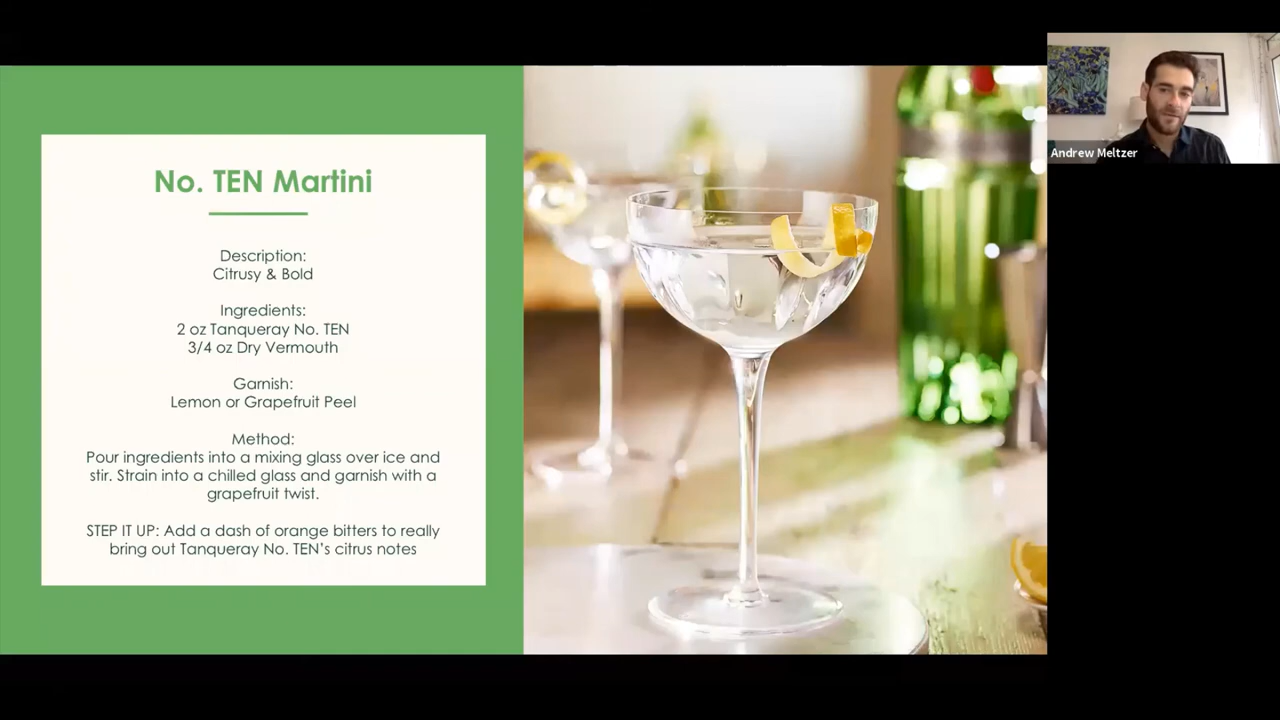 No. TEN Martini
Description:
Citrusy & Bold
Ingredients:
2 oz Tanqueray No. TEN
3/4 oz Dry Vermouth
Garnish:
Lemon or Grapefruit Peel
Method:
Pour ingredients into a mixing glass over ice and
stir. Strain into a chilled glass and garnish with a
grapefruit twist.
STEP IT UP: Add a dash of orange bitters to really
bring out Tanqueray No. TEN’s citrus notes
Andrew Meltzer